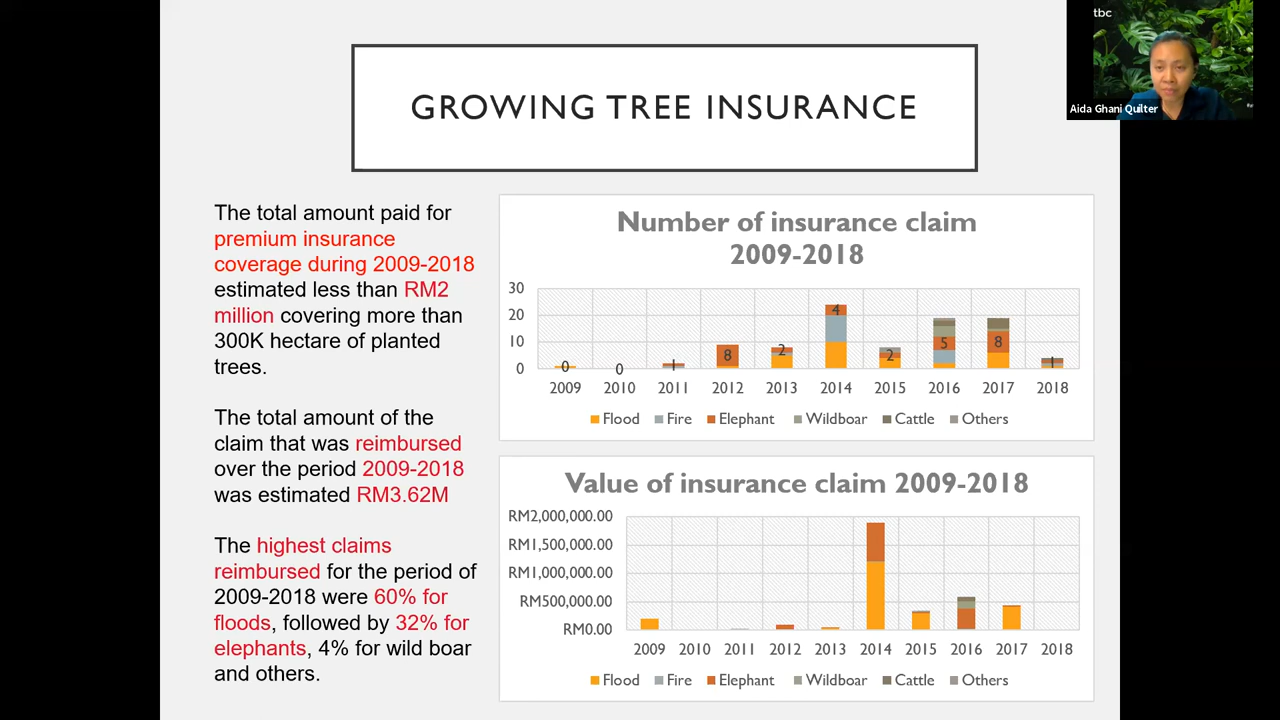 tbc
Aida Ghani Quilter
GROWING TREE INSURANCE
The total amount paid for
premium insurance
coverage during 2009-2018
estimated less than RM2
million covering more than
300K hectare of planted
trees.
The total amount of the
claim that was reimbursed
over the period 2009-2018
was estimated RM3.62M
The highest claims
reimbursed for the period of
2009-2018 were 60% for
floods, followed by 32% for
elephants, 4% for wild boar
and others.
Number of insurance claim
2009-2018
30
20
10
0
0 0 1 8 2 4 2 5 8 1
2009 2010 2011 2012 2013 2014 2015 2016 2017 2018
Flood Fire Elephant Wildboar Cattle Others
Value of insurance claim 2009-2018
RM2,000,000.00
RM1,500,000.00
RM1,000,000.00
RM500,000.00
RM0.00
2009 2010 2011 2012 2013 2014 2015 2016 2017 2018
Flood Fire Elephant Wildboar Cattle Others